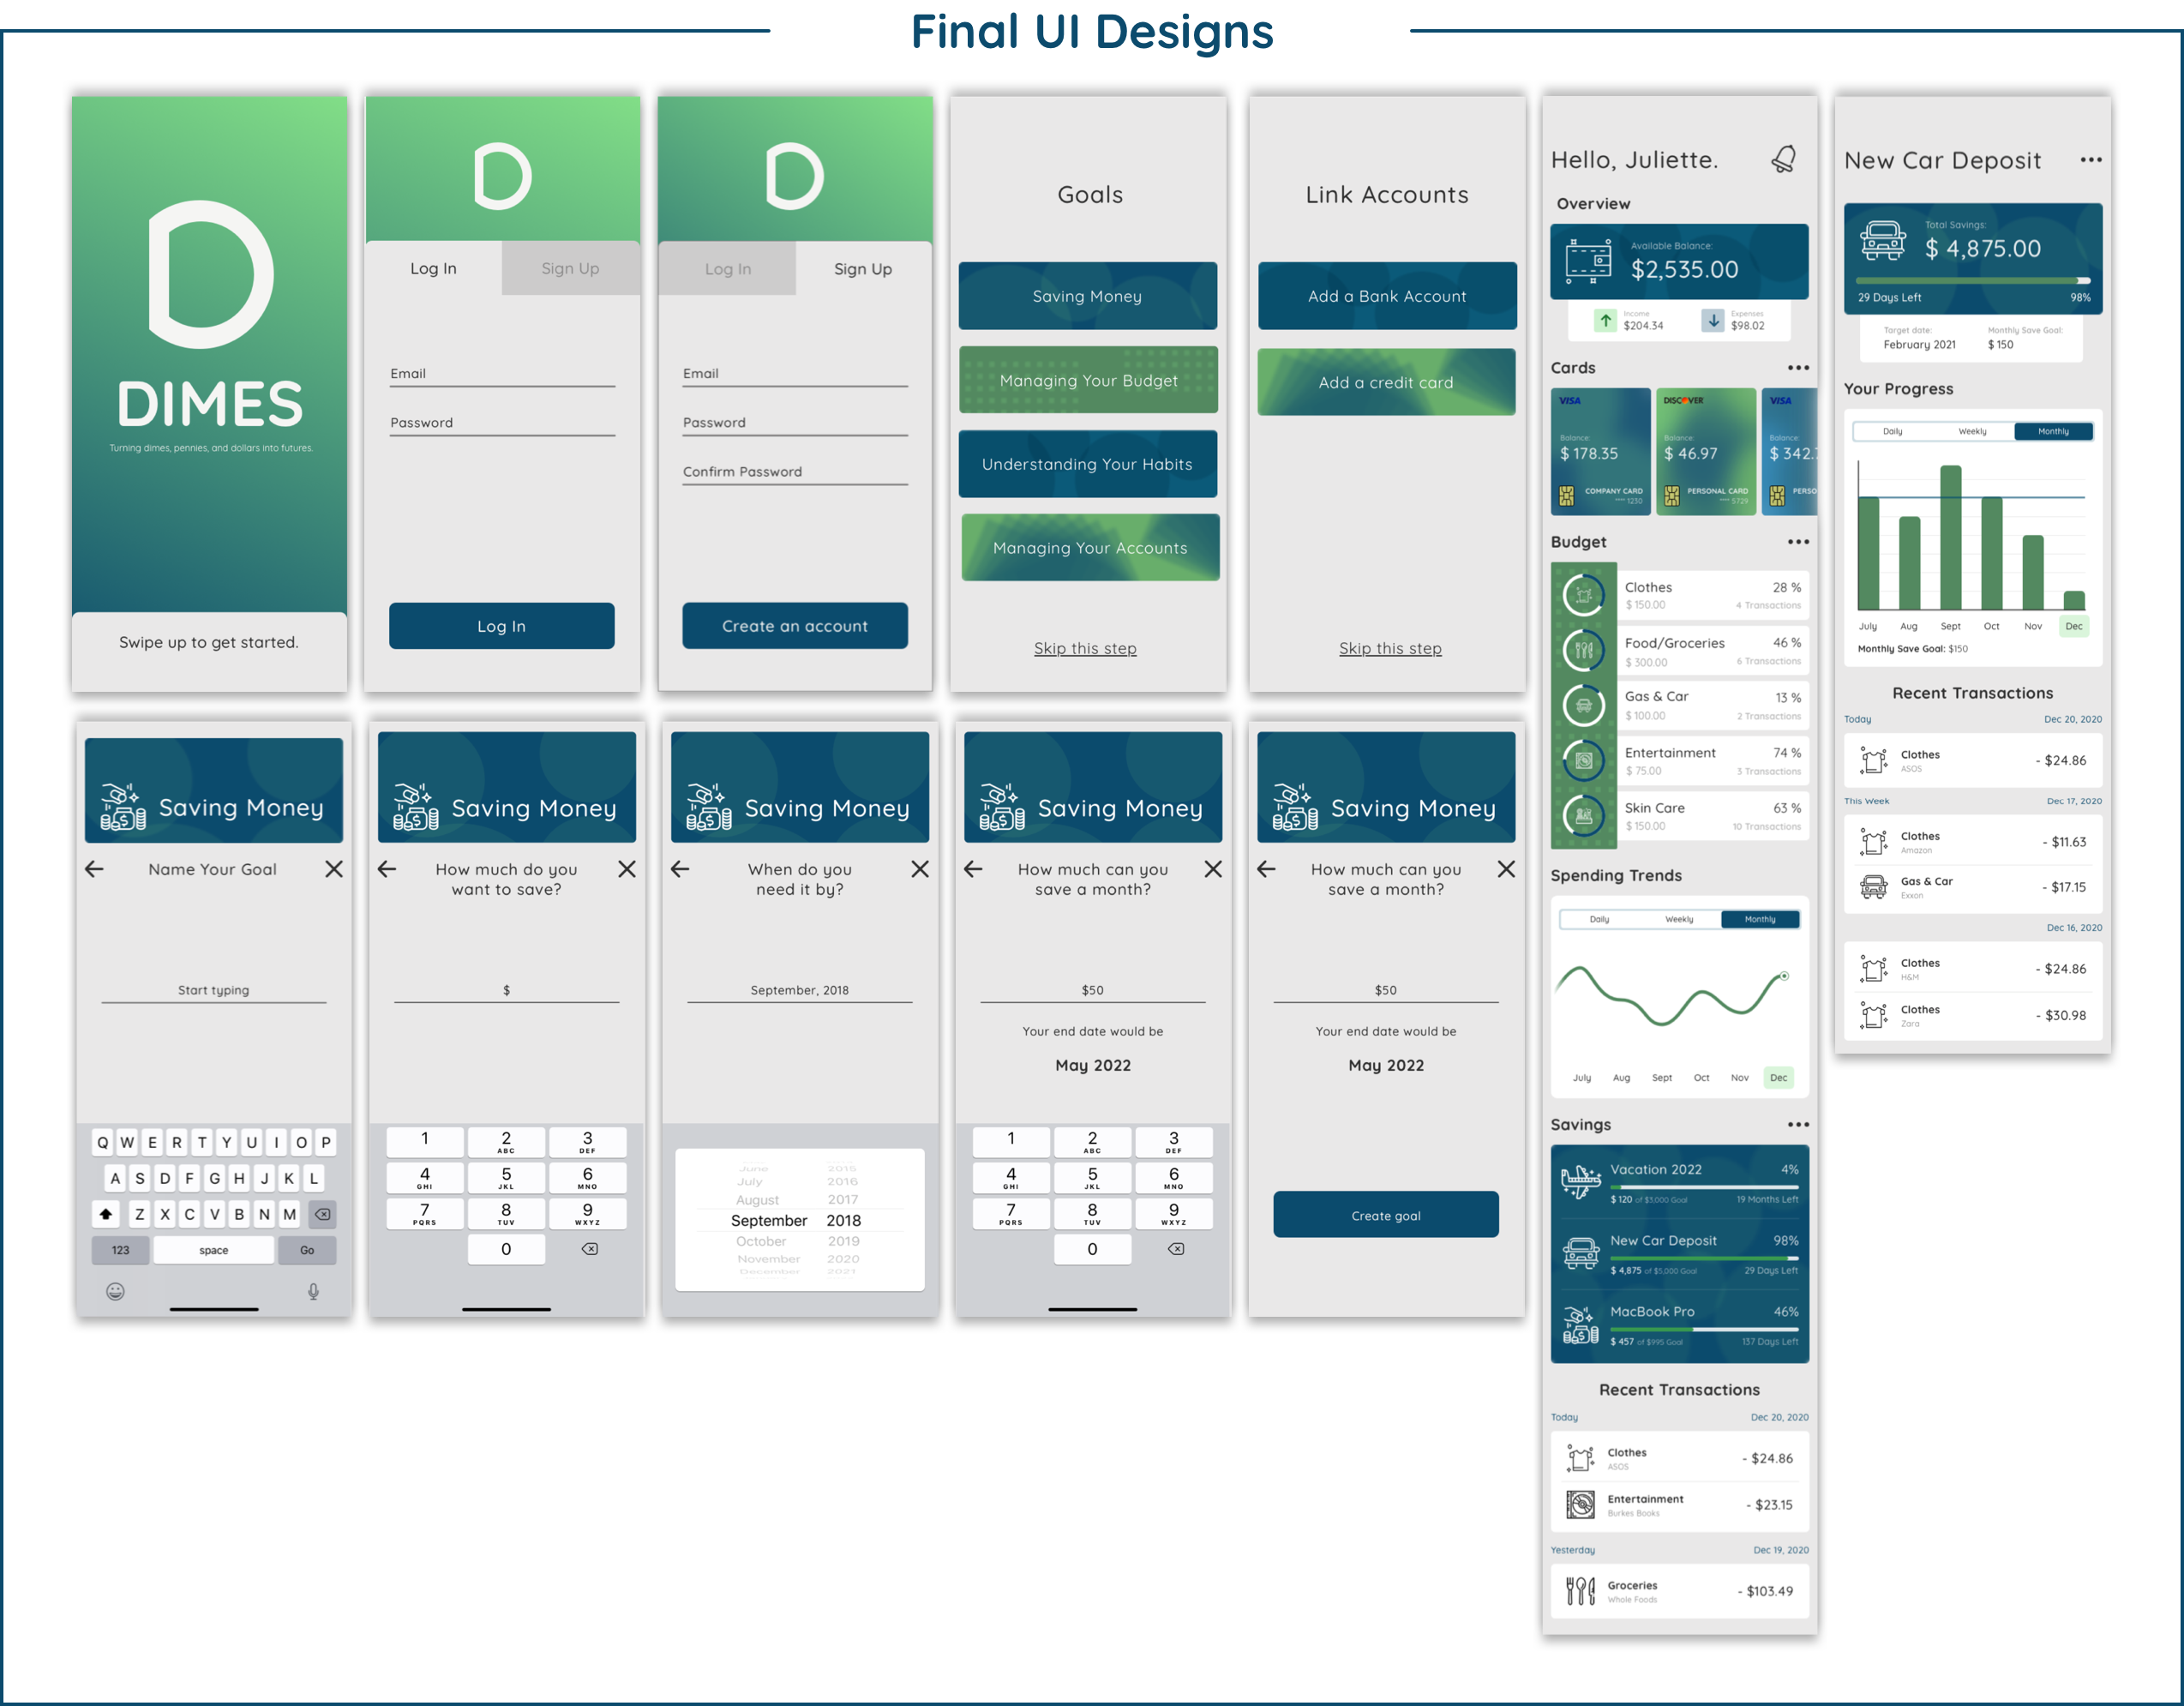 Final UI Designs
DIMES
Turning dimes, pennies, and dollars into futures.
Swipe up to get started.
Log In
Sign Up
Email
Password
Log In
Log In
Sign Up
Email
Password
Confirm Password
Create an account
Goals
Saving Money
Managing Your Budget
Understanding Your Habits
Managing Your Accounts
Skip this step
Link Accounts
Add a Bank Account
Add a credit card
Skip this step
Saving Money
Name Your Goal
Start typing
Q W E R T Y U I O P
A S D F G H J K L
Z X C V B N M
123 space Go
Saving Money
How much do you
want to save?
$
1 2 3
ABC DEF
4 5 6
GHI JKL MNO
7 8 9
PQRS TUV WXYZ
0
Saving Money
When do you
need it by?
September, 2018
June 2015
July 2016
August 2017
September 2018
October 2019
November 2020
December 2021
Saving Money
How much can you
save a month?
$50
Your end date would be
May 2022
1 2 3
ABC DEF
4 5 6
GHI JKL MNO
7 8 9
PQRS TUV WXYZ
0
Saving Money
How much can you
save a month?
$50
Your end date would be
May 2022
Create goal
Hello, Juliette.
Overview
Available Balance:
$2,535.00
Income
$204.34
Expenses
$98.02
Cards
VISA
Balance:
$ 178.35
COMPANY CARD
**** 1230
DISCOVER
Balance:
$ 46.97
PERSONAL CARD
**** 5729
VISA
Balance:
$ 342.
PERSO
Budget
Clothes 28 %
$ 150.00 4 Transactions
Food/Groceries 46 %
$ 300.00 6 Transactions
Gas & Car 13 %
$ 100.00 2 Transactions
Entertainment 74 %
$ 75.00 3 Transactions
Skin Care 63 %
$ 150.00 10 Transactions
Spending Trends
Daily Weekly Monthly
July Aug Sept Oct Nov Dec
Savings
Vacation 2022 4%
$ 120 of $3,000 Goal 19 Months Left
New Car Deposit 98%
$ 4,875 of $5,000 Goal 29 Days Left
MacBook Pro 46%
$ 457 of $995 Goal 137 Days Left
Recent Transactions
Today Dec 20, 2020
Clothes
ASOS
- $24.86
Entertainment
Burkes Books
- $23.15
Yesterday Dec 19, 2020
Groceries
Whole Foods
- $103.49
New Car Deposit
Total Savings:
$ 4,875.00
29 Days Left 98%
Target date:
February 2021
Monthly Save Goal:
$ 150
Your Progress
Daily Weekly Monthly
July Aug Sept Oct Nov Dec
Monthly Save Goal: $150
Recent Transactions
Today Dec 20, 2020
Clothes
ASOS
- $24.86
This Week Dec 17, 2020
Clothes
Amazon
- $11.63
Gas & Car
Exxon
- $17.15
Dec 16, 2020
Clothes
H&M
- $24.86
Clothes
Zara
- $30.98